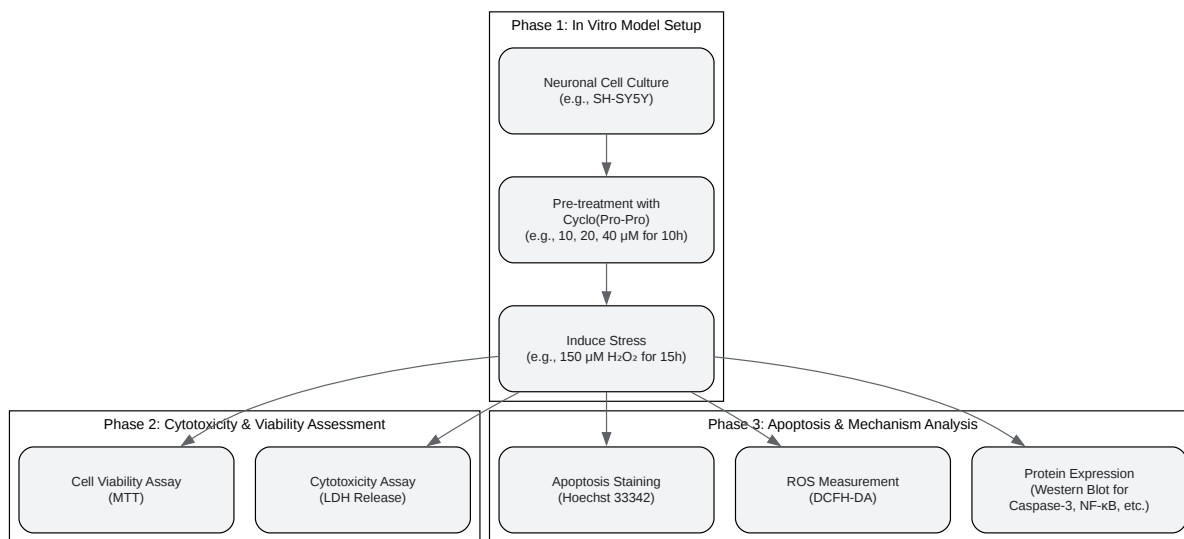 Phase 1: In Vitro Model Setup
Neuronal Cell Culture
(e.g., SH-SY5Y)
Pre-treatment with
Cyclo(Pro-Pro)
(e.g., 10, 20, 40 μM for 10h)
Induce Stress
(e.g., 150 μM H₂O₂ for 15h)
Phase 2: Cytotoxicity & Viability Assessment
Cell Viability Assay
(MTT)
Cytotoxicity Assay
(LDH Release)
Phase 3: Apoptosis & Mechanism Analysis
Apoptosis Staining
(Hoechst 33342)
ROS Measurement
(DCFH-DA)
Protein Expression
(Western Blot for
Caspase-3, NF-κB, etc.)